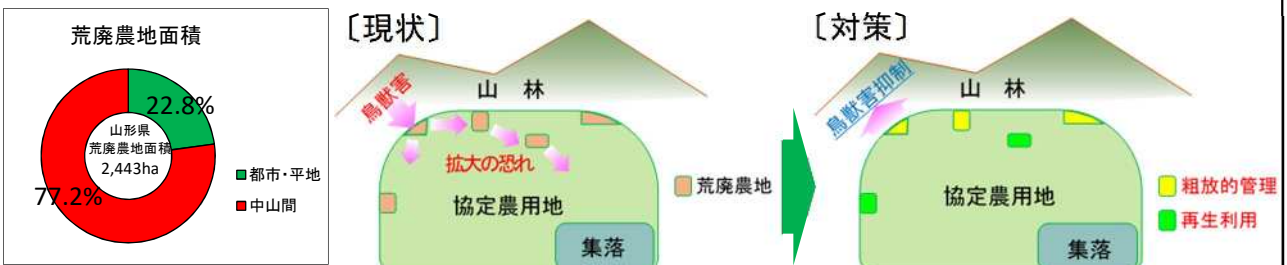 荒廃農地面積
22.8%
山形県
荒廃農地面積
2,443ha
77.2%
■都市・平地
■中山間
〔現状〕
山 林
鳥獣害
拡大の恐れ
協定農用地
集落
荒廃農地
〔対策〕
山 林
鳥獣害抑制
協定農用地
集落
粗放的管理
再生利用